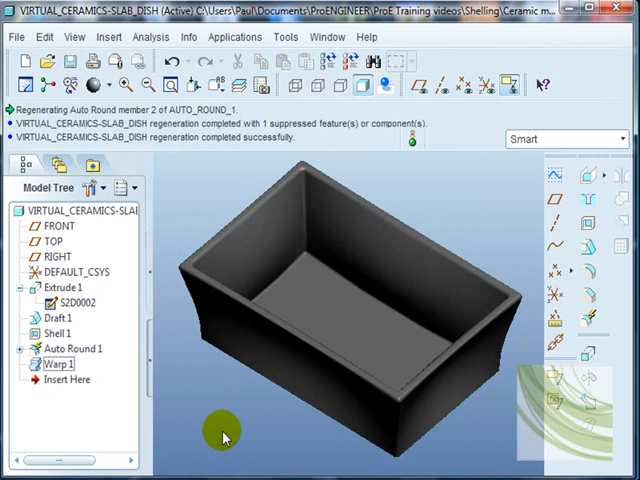 VIRTUAL_CERAMICS-SLAB_DISH (Active) C:\Users\Paul\Documents\ProENGINEER\ProE Training videos\Shelling\Ceramic m...
File Edit View Insert Analysis Info Applications Tools Window Help
Regenerating Auto Round member 2 of AUTO_ROUND_1.
VIRTUAL_CERAMICS-SLAB_DISH regeneration completed with 1 suppressed feature(s) or component(s).
VIRTUAL_CERAMICS-SLAB_DISH regeneration completed successfully.
Smart
Model Tree
VIRTUAL_CERAMICS-SLAB
FRONT
TOP
RIGHT
DEFAULT_CSYS
Extrude 1
S2D0002
Draft 1
Shell 1
Auto Round 1
Warp 1
Insert Here